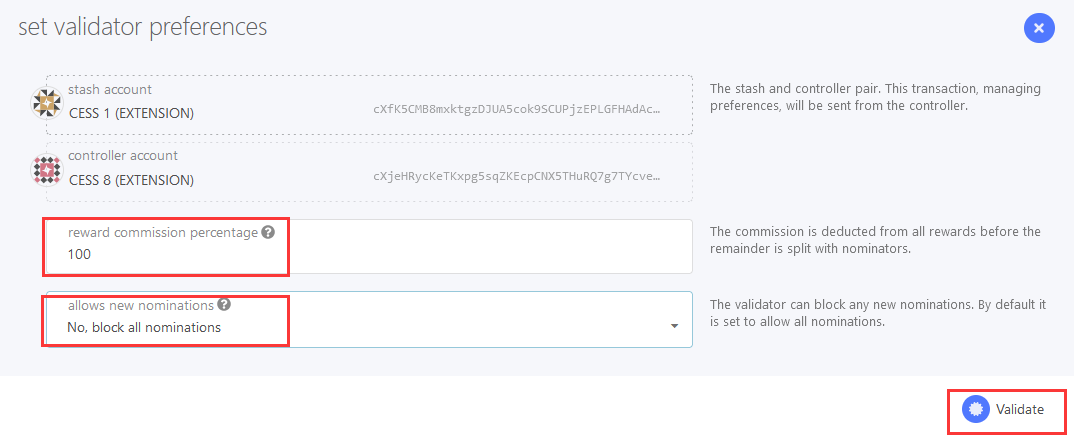 set validator preferences
stash account
CESS 1 (EXTENSION)
cXfK5CMB8mxktgzDJUA5cok9SCUPjzEPLGFHAdAc…
The stash and controller pair. This transaction, managing
preferences, will be sent from the controller.
controller account
CESS 8 (EXTENSION)
cXjeHRycKeTKxpg5sqZKEcpCNX5THuRQ7g7TYcve…
reward commission percentage
100
The commission is deducted from all rewards before the
remainder is split with nominators.
allows new nominations
No, block all nominations
The validator can block any new nominations. By default it
is set to allow all nominations.
Validate